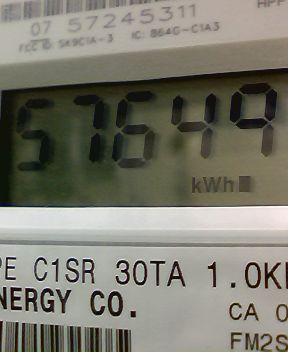 07 57245311
FCC ID: SK9C1A-3 IC: 864G-C1A3
57649
kWh
PE C1SR 30TA 1.0K
NERGY CO.
CA 0
FM2S